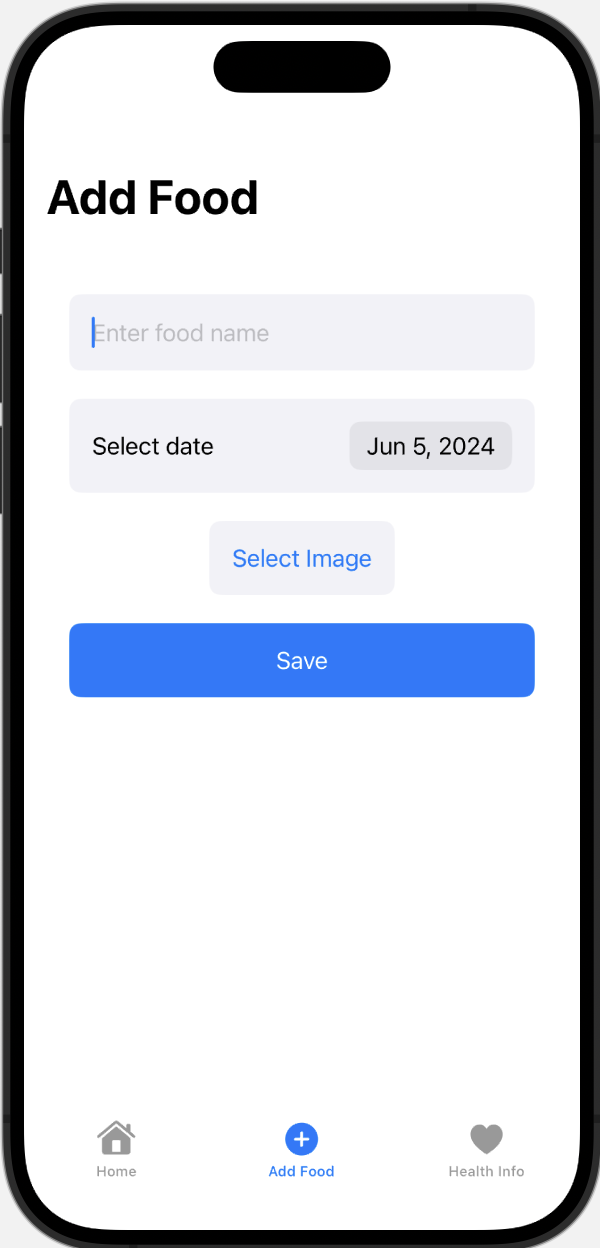 Add Food
Enter food name
Select date Jun 5, 2024
Select Image
Save
Home Add Food Health Info